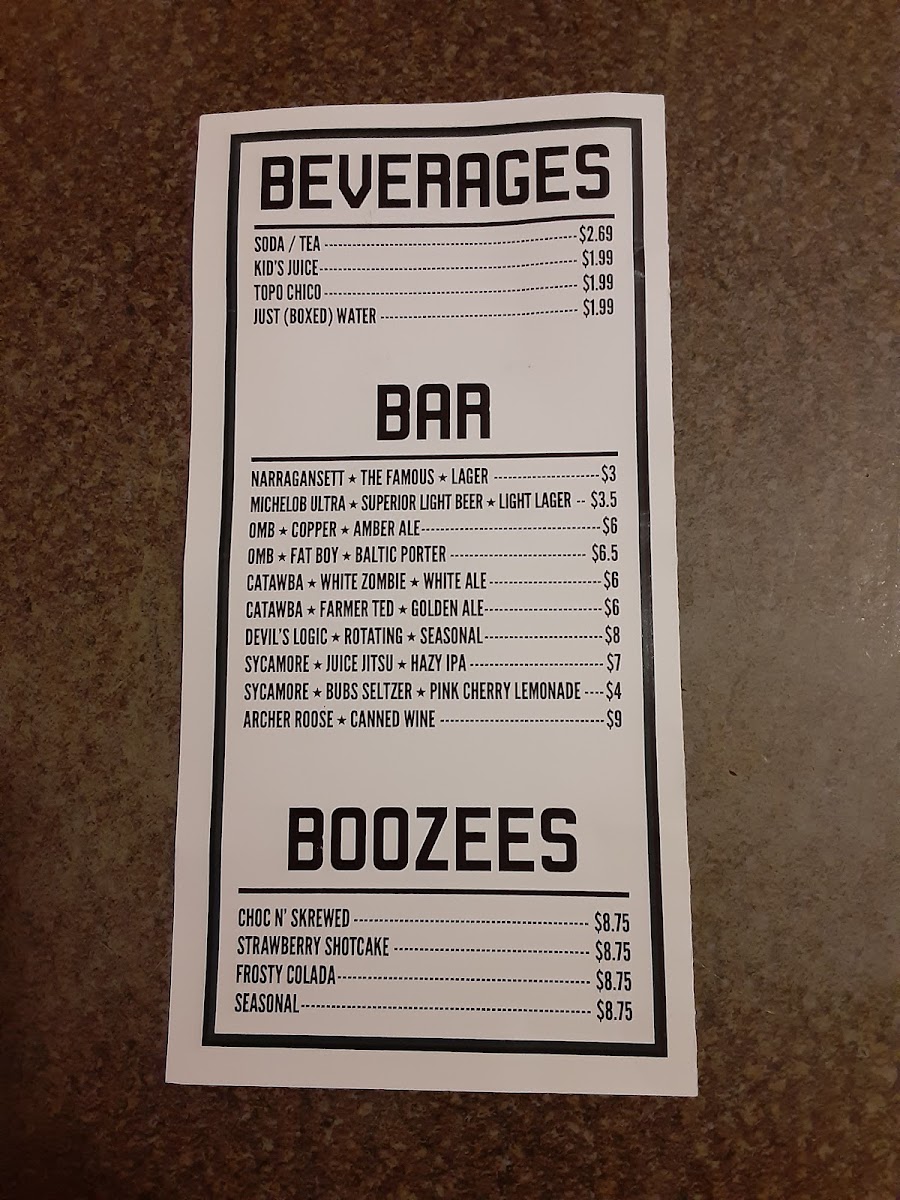 BEVERAGES
SODA / TEA ---------- $2.69
KID'S JUICE ---------- $1.99
TOPO CHICO ---------- $1.99
JUST (BOXED) WATER ---------- $1.99
BAR
NARRAGANSETT ★ THE FAMOUS ★ LAGER ---------- $3
MICHELOB ULTRA ★ SUPERIOR LIGHT BEER ★ LIGHT LAGER -- $3.5
OMB ★ COPPER ★ AMBER ALE ---------- $6
OMB ★ FAT BOY ★ BALTIC PORTER ---------- $6.5
CATAWBA ★ WHITE ZOMBIE ★ WHITE ALE ---------- $6
CATAWBA ★ FARMER TED ★ GOLDEN ALE ---------- $6
DEVIL'S LOGIC ★ ROTATING ★ SEASONAL ---------- $8
SYCAMORE ★ JUICE JITSU ★ HAZY IPA ---------- $7
SYCAMORE ★ BUBS SELTZER ★ PINK CHERRY LEMONADE ---- $4
ARCHER ROOSE ★ CANNED WINE ---------- $9
BOOZEES
CHOC N' SKREWED ---------- $8.75
STRAWBERRY SHOTCAKE ---------- $8.75
FROSTY COLADA ---------- $8.75
SEASONAL ---------- $8.75